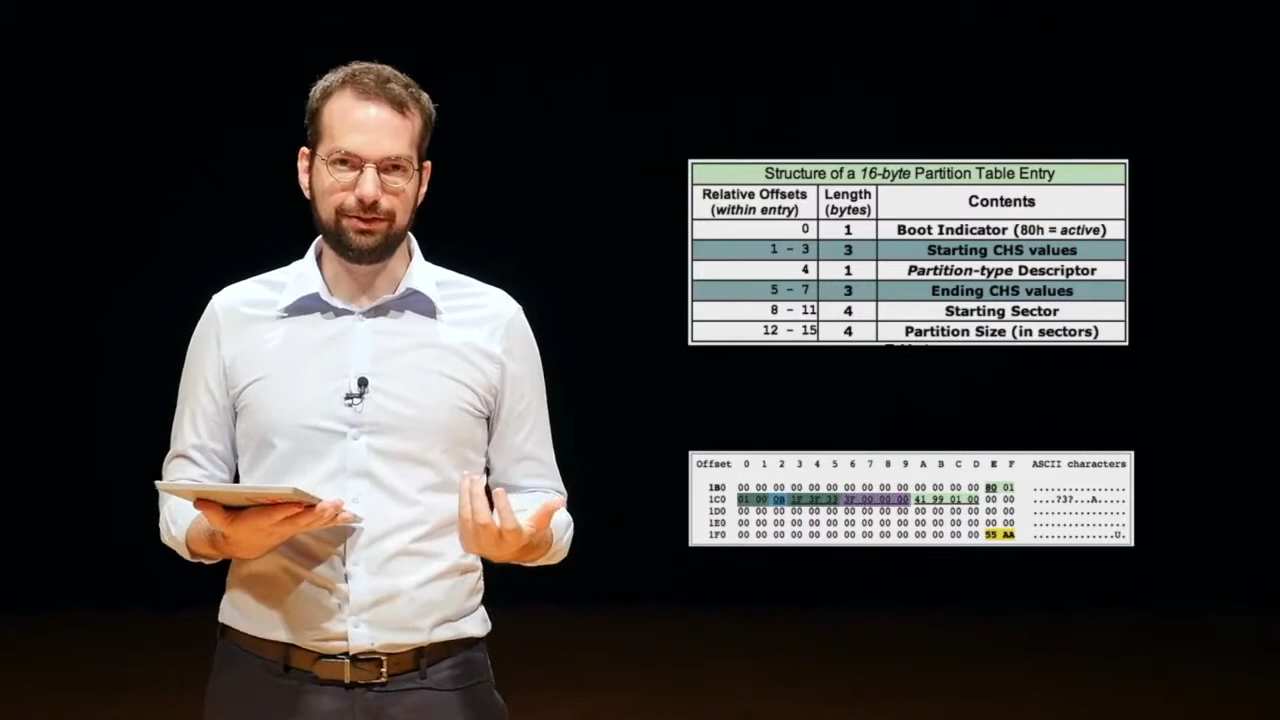 Structure of a 16-byte Partition Table Entry
Relative Offsets (within entry) Length (bytes) Contents
0 1 Boot Indicator (80h = active)
1 - 3 3 Starting CHS values
4 1 Partition-type Descriptor
5 - 7 3 Ending CHS values
8 - 11 4 Starting Sector
12 - 15 4 Partition Size (in sectors)
Offset 0 1 2 3 4 5 6 7 8 9 A B C D E F ASCII characters
1B0 00 00 00 00 00 00 00 00 00 00 00 00 00 00 80 01 ................
1C0 01 00 0B 1F 3F 33 3F 00 00 00 41 99 01 00 00 00 ....?3?...A.....
1D0 00 00 00 00 00 00 00 00 00 00 00 00 00 00 00 00 ................
1E0 00 00 00 00 00 00 00 00 00 00 00 00 00 00 00 00 ................
1F0 00 00 00 00 00 00 00 00 00 00 00 00 00 00 55 AA ..............U.